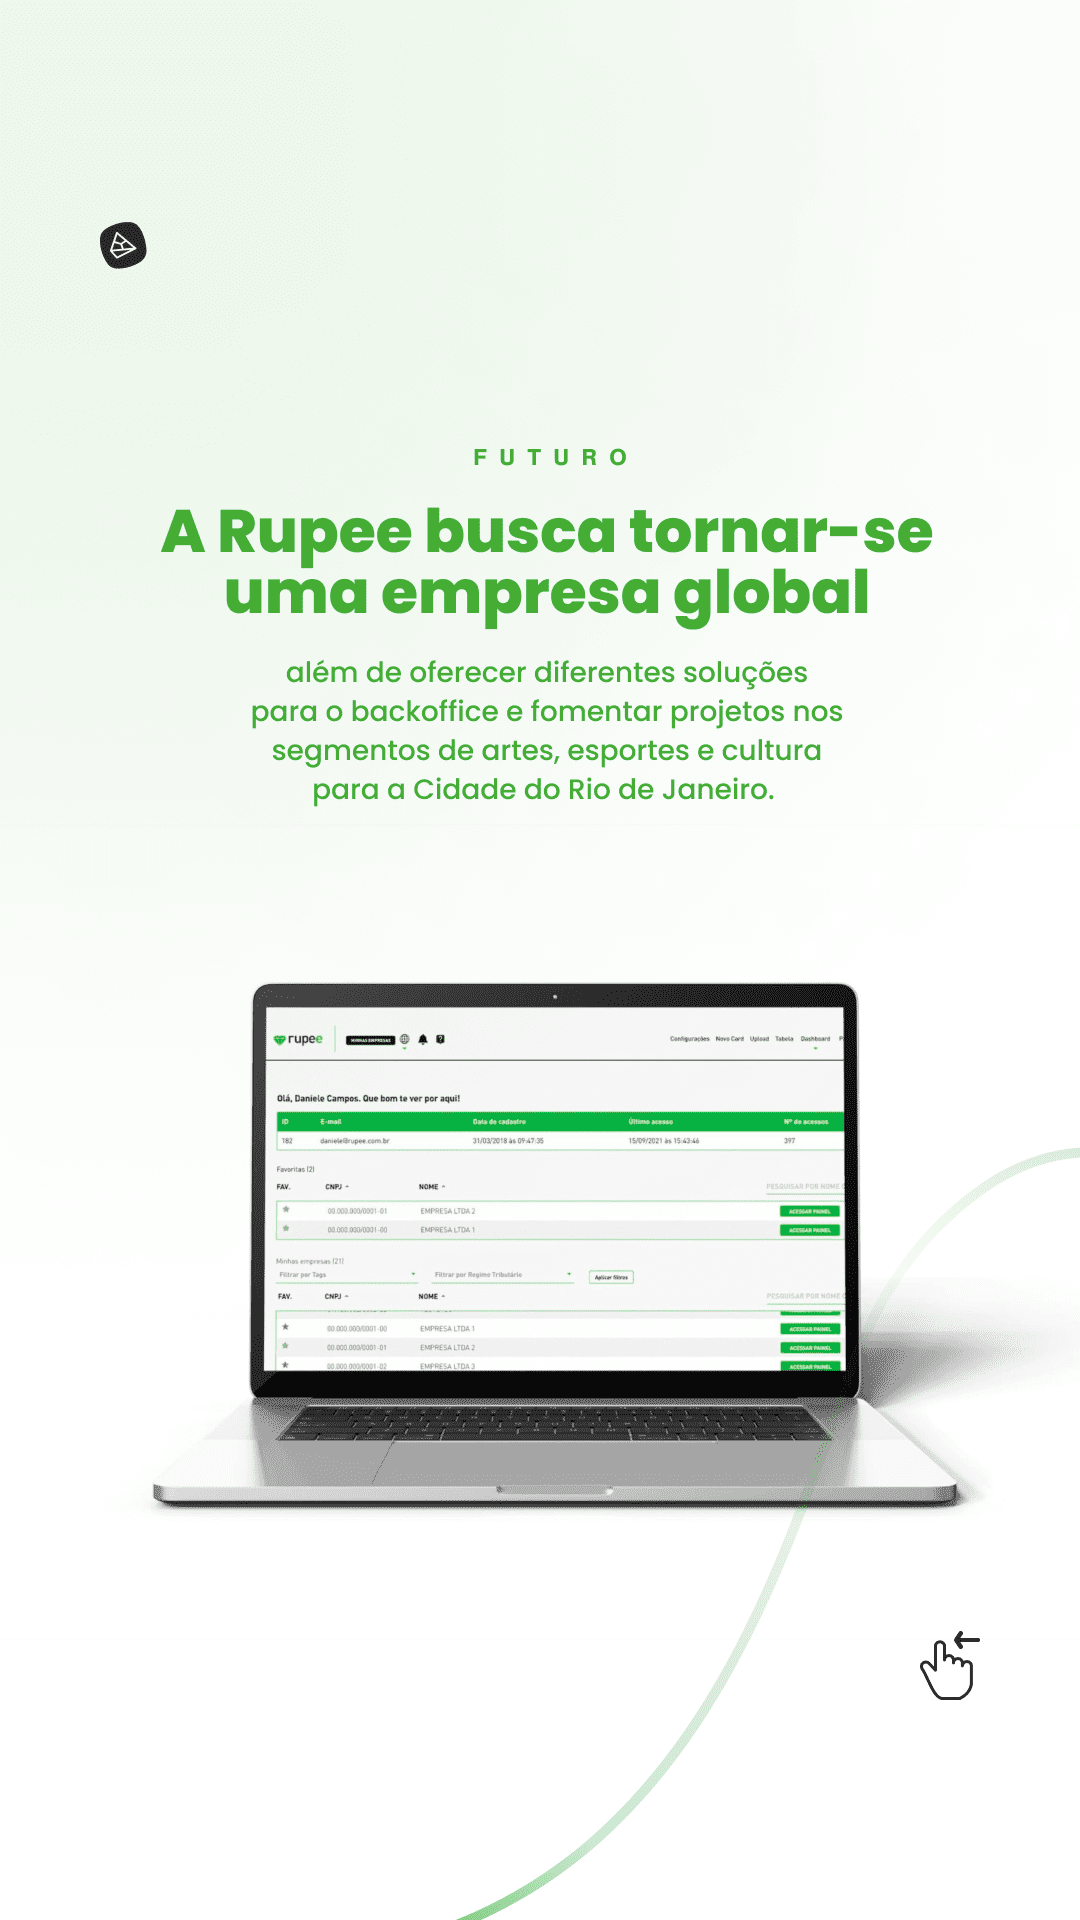 FUTURO
A Rupee busca tornar-se
uma empresa global
além de oferecer diferentes soluções
para o backoffice e fomentar projetos nos
segmentos de artes, esportes e cultura
para a Cidade do Rio de Janeiro.
rupee MINHAS EMPRESAS ? Configurações Novo Card Upload Tabela Dashboard P
Olá, Daniele Campos. Que bom te ver por aqui!
ID E-mail Data de cadastro Último acesso Nº de acessos
182 daniele@rupee.com.br 31/03/2018 às 09:47:35 15/09/2021 às 15:43:46 397
Favoritas (2)
FAV. CNPJ NOME PESQUISAR POR NOME
00.000.000/0001-01 EMPRESA LTDA 2 ACESSAR PAINEL
00.000.000/0001-00 EMPRESA LTDA 1 ACESSAR PAINEL
Minhas empresas (21)
Filtrar por Tags Filtrar por Regime Tributário Aplicar filtros
FAV. CNPJ NOME PESQUISAR POR NOME
00.000.000/0001-00 EMPRESA LTDA 1 ACESSAR PAINEL
00.000.000/0001-01 EMPRESA LTDA 2 ACESSAR PAINEL
00.000.000/0001-02 EMPRESA LTDA 3 ACESSAR PAINEL